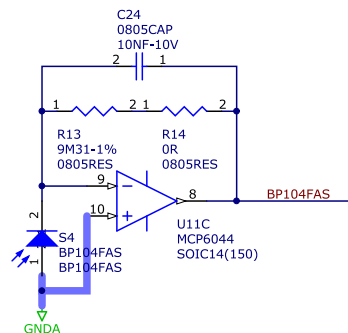 C24
0805CAP
10NF-10V
2 1
1 2 1 2
R13 R14
9M31-1% 0R
0805RES 0805RES
9 8
BP104FAS
10
U11C
MCP6044
SOIC14(150)
2
S4
BP104FAS
BP104FAS
1
GNDA